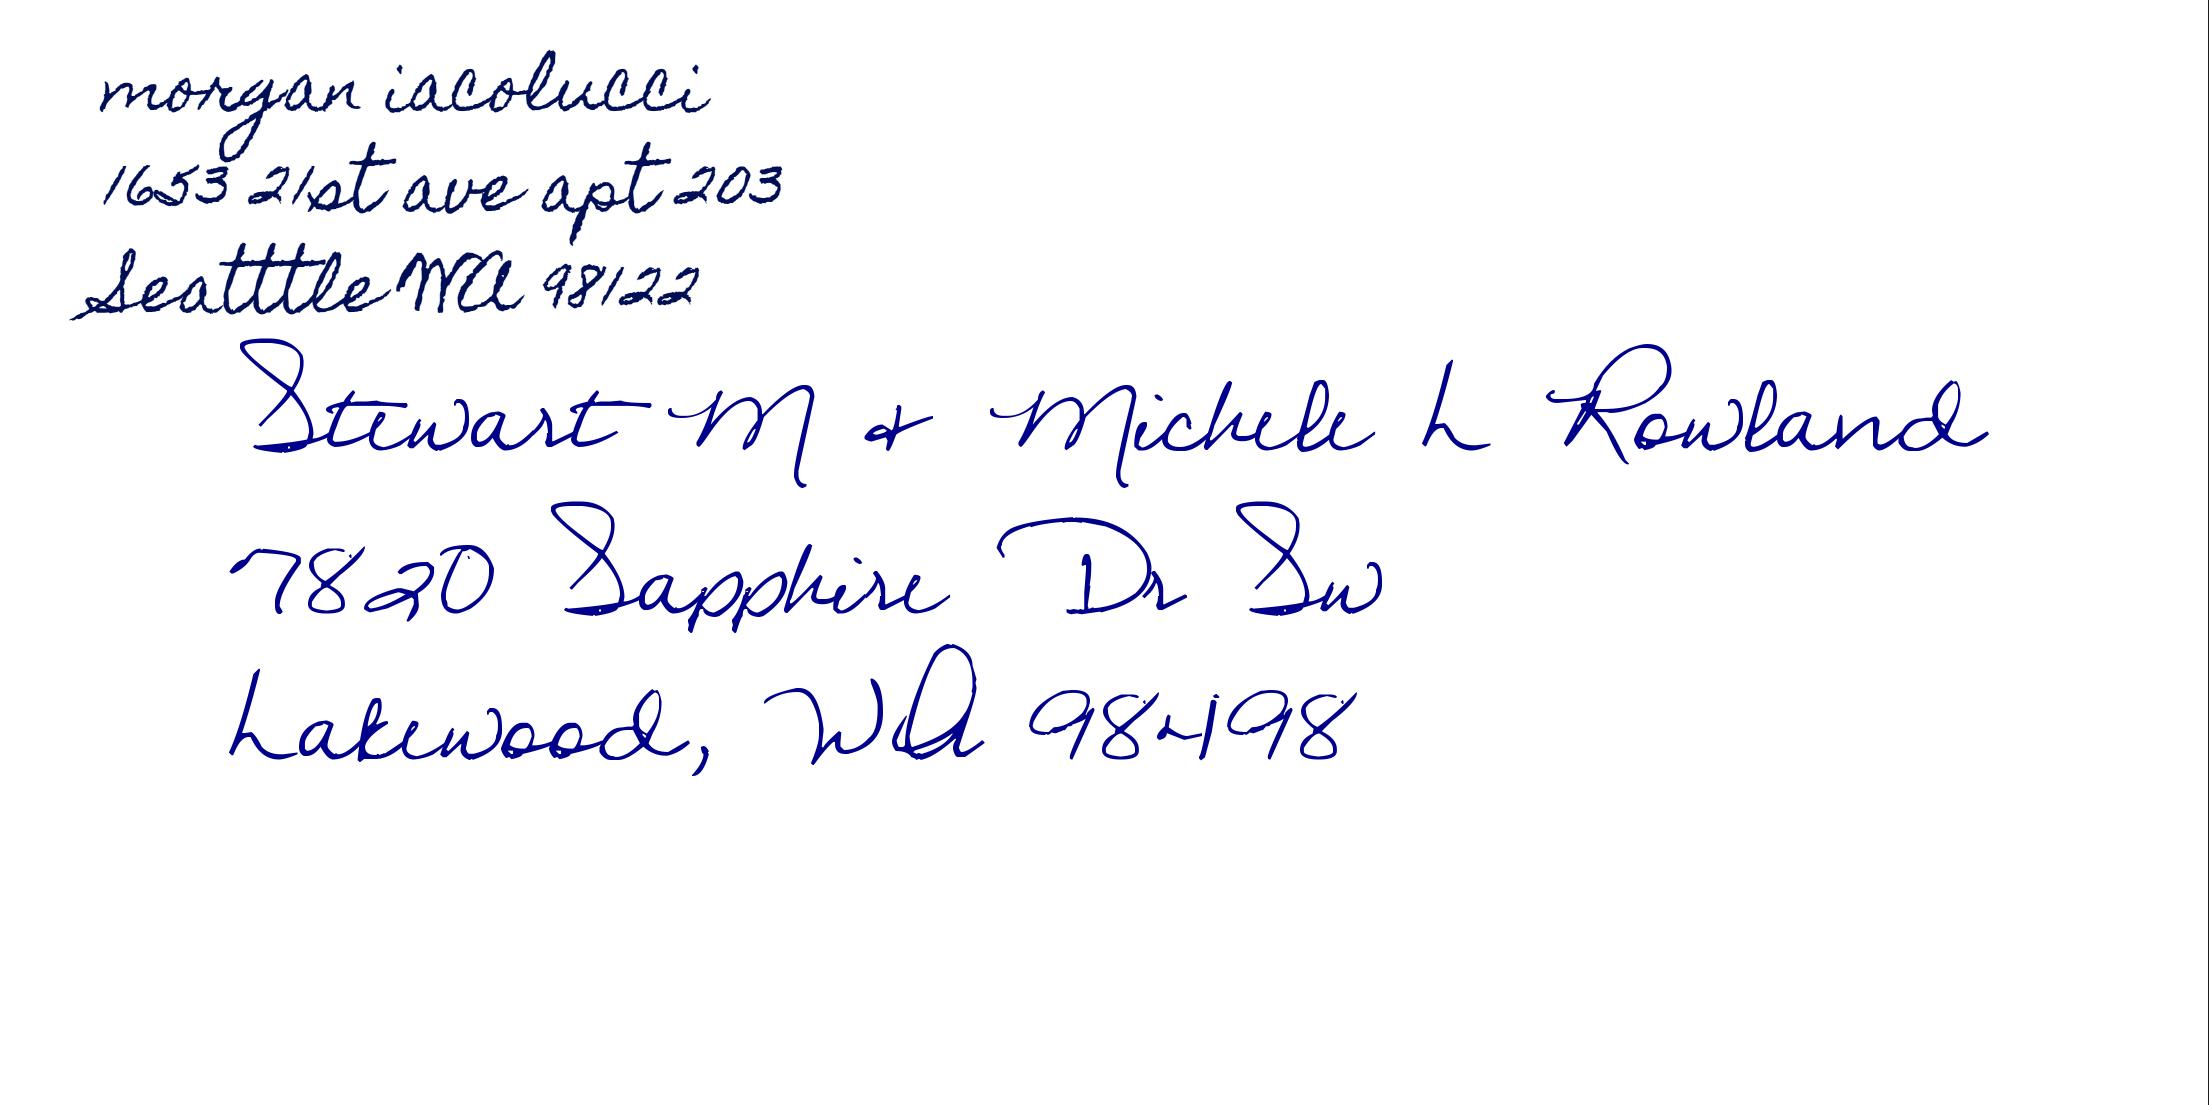 morgan iacolucci
1653 21st ave apt 203
Seatttle WA 98122
Stewart M & Michele L Rowland
7820 Sapphire Dr Sw
Lakewood, WA 98498